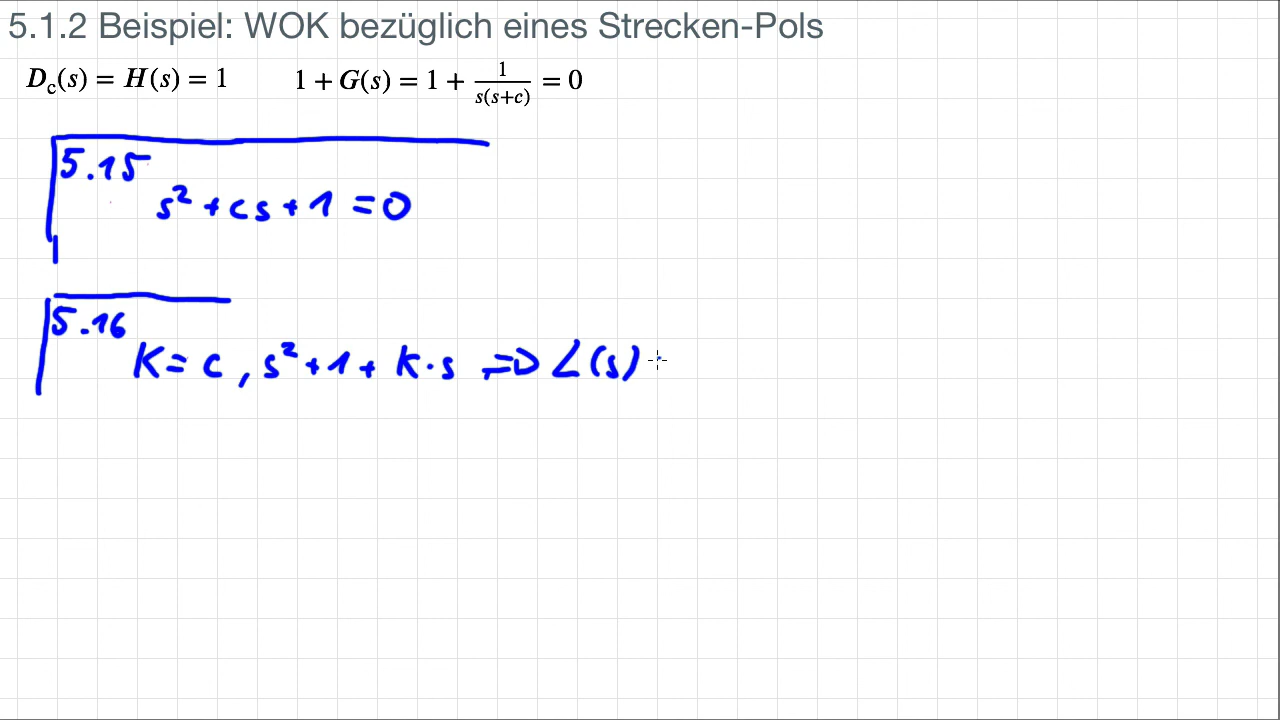 5.1.2 Beispiel: WOK bezüglich eines Strecken-Pols
D_c(s) = H(s) = 1    1 + G(s) = 1 + 1/(s(s+c)) = 0
5.15
s² + cs + 1 = 0
5.16
K = c, s² + 1 + K·s ⇒ L(s)